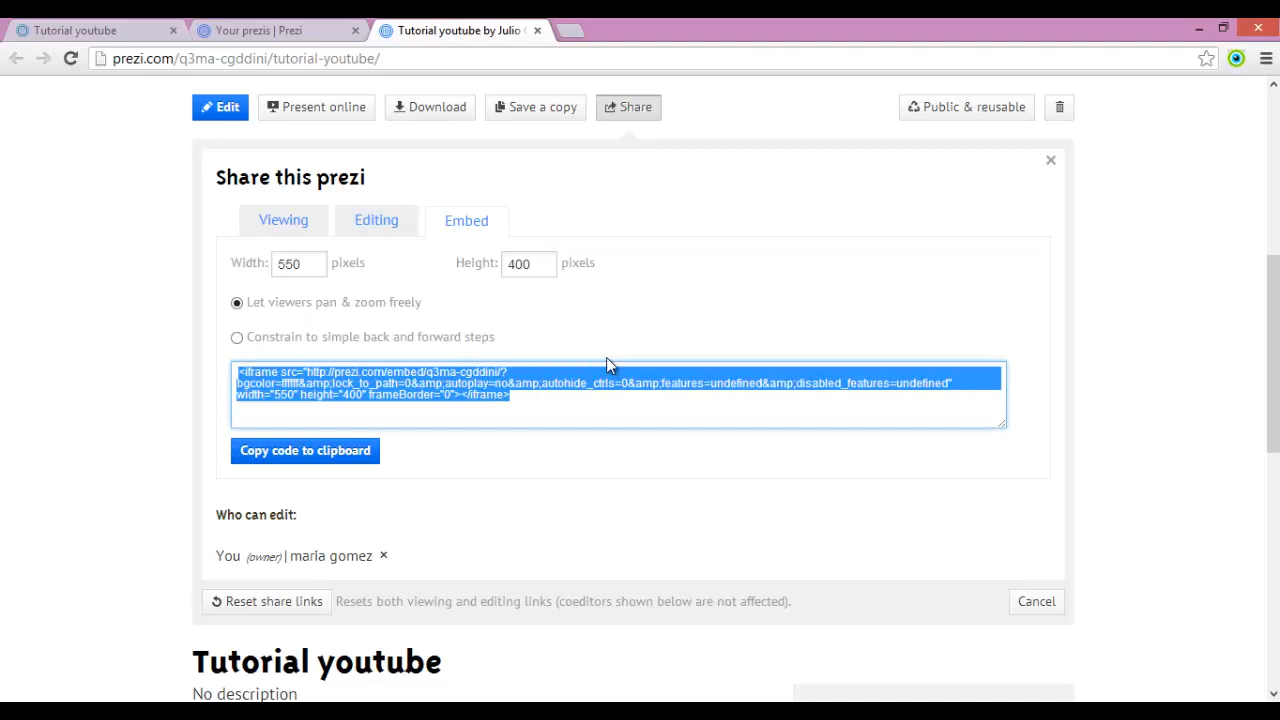 Tutorial youtube
Your prezis | Prezi
Tutorial youtube by Julio
prezi.com/q3ma-cgddini/tutorial-youtube/
Edit
Present online
Download
Save a copy
Share
Public & reusable
Share this prezi
Viewing
Editing
Embed
Width: 550 pixels
Height: 400 pixels
Let viewers pan & zoom freely
Constrain to simple back and forward steps
<iframe src="http://prezi.com/embed/q3ma-cgddini/?
bgcolor=ffffff&amp;lock_to_path=0&amp;autoplay=no&amp;autohide_ctrls=0&amp;features=undefined&amp;disabled_features=undefined"
width="550" height="400" frameBorder="0"></iframe>
Copy code to clipboard
Who can edit:
You (owner) | maria gomez ×
Reset share links
Resets both viewing and editing links (coeditors shown below are not affected).
Cancel
Tutorial youtube
No description